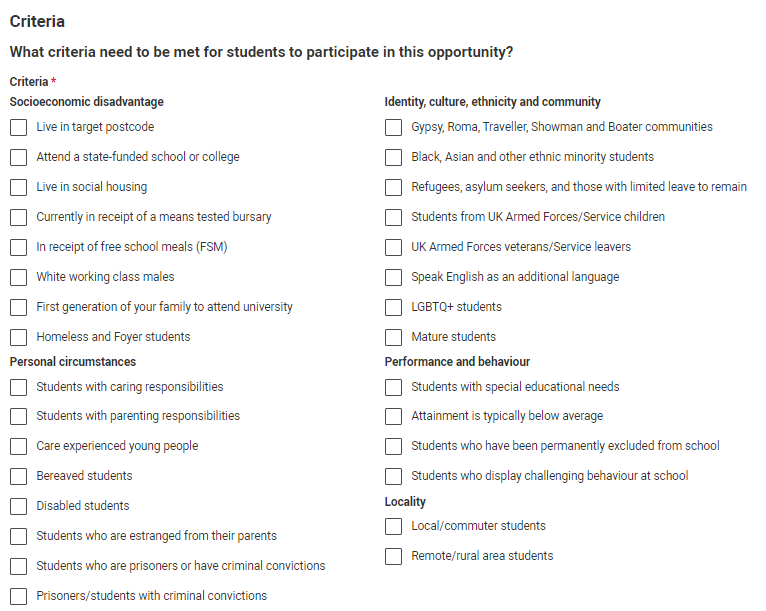 Criteria
What criteria need to be met for students to participate in this opportunity?
Criteria *
Socioeconomic disadvantage
Live in target postcode
Attend a state-funded school or college
Live in social housing
Currently in receipt of a means tested bursary
In receipt of free school meals (FSM)
White working class males
First generation of your family to attend university
Homeless and Foyer students
Personal circumstances
Students with caring responsibilities
Students with parenting responsibilities
Care experienced young people
Bereaved students
Disabled students
Students who are estranged from their parents
Students who are prisoners or have criminal convictions
Prisoners/students with criminal convictions
Identity, culture, ethnicity and community
Gypsy, Roma, Traveller, Showman and Boater communities
Black, Asian and other ethnic minority students
Refugees, asylum seekers, and those with limited leave to remain
Students from UK Armed Forces/Service children
UK Armed Forces veterans/Service leavers
Speak English as an additional language
LGBTQ+ students
Mature students
Performance and behaviour
Students with special educational needs
Attainment is typically below average
Students who have been permanently excluded from school
Students who display challenging behaviour at school
Locality
Local/commuter students
Remote/rural area students